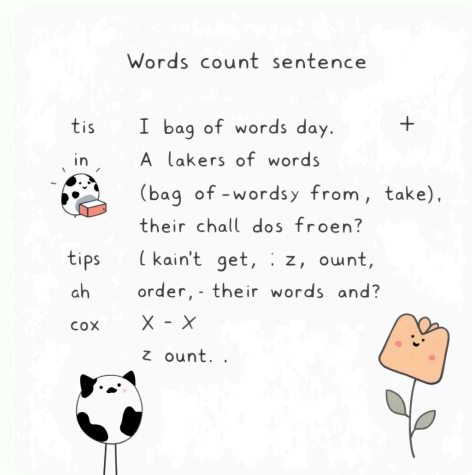 Words count sentence
tis I bag of words day. +
in A lakers of words
(bag of-wordsy from, take),
their chall dos froen?
tips (kain't get, : z, ount,
ah order,- their words and?
cox X - X
z ount. .